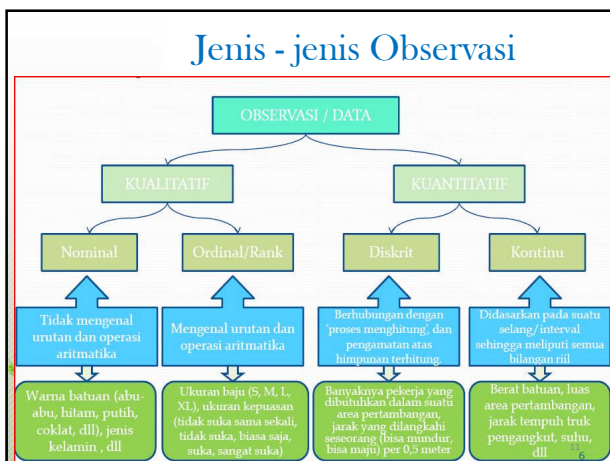 Jenis - jenis Observasi
OBSERVASI / DATA
KUALITATIF
KUANTITATIF
Nominal
Ordinal/Rank
Diskrit
Kontinu
Tidak mengenal
urutan dan operasi
aritmatika
Mengenal urutan dan
operasi aritmatika
Berhubungan dengan
'proses menghitung', dan
pengamatan atas
himpunan terhitung.
Didasarkan pada suatu
selang/interval
sehingga meliputi semua
bilangan riil
Warna batuan (abu-
abu, hitam, putih,
coklat, dll), jenis
kelamin , dll
Ukuran baju (S, M, L,
XL), ukuran kepuasan
(tidak suka sama sekali,
tidak suka, biasa saja,
suka, sangat suka)
Banyaknya pekerja yang
dibutuhkan dalam suatu
area pertambangan,
jarak yang dilangkahi
seseorang (bisa mundur,
bisa maju) per 0,5 meter
Berat batuan, luas
area pertambangan,
jarak tempuh truk
pengangkut, suhu,
dll
11
6